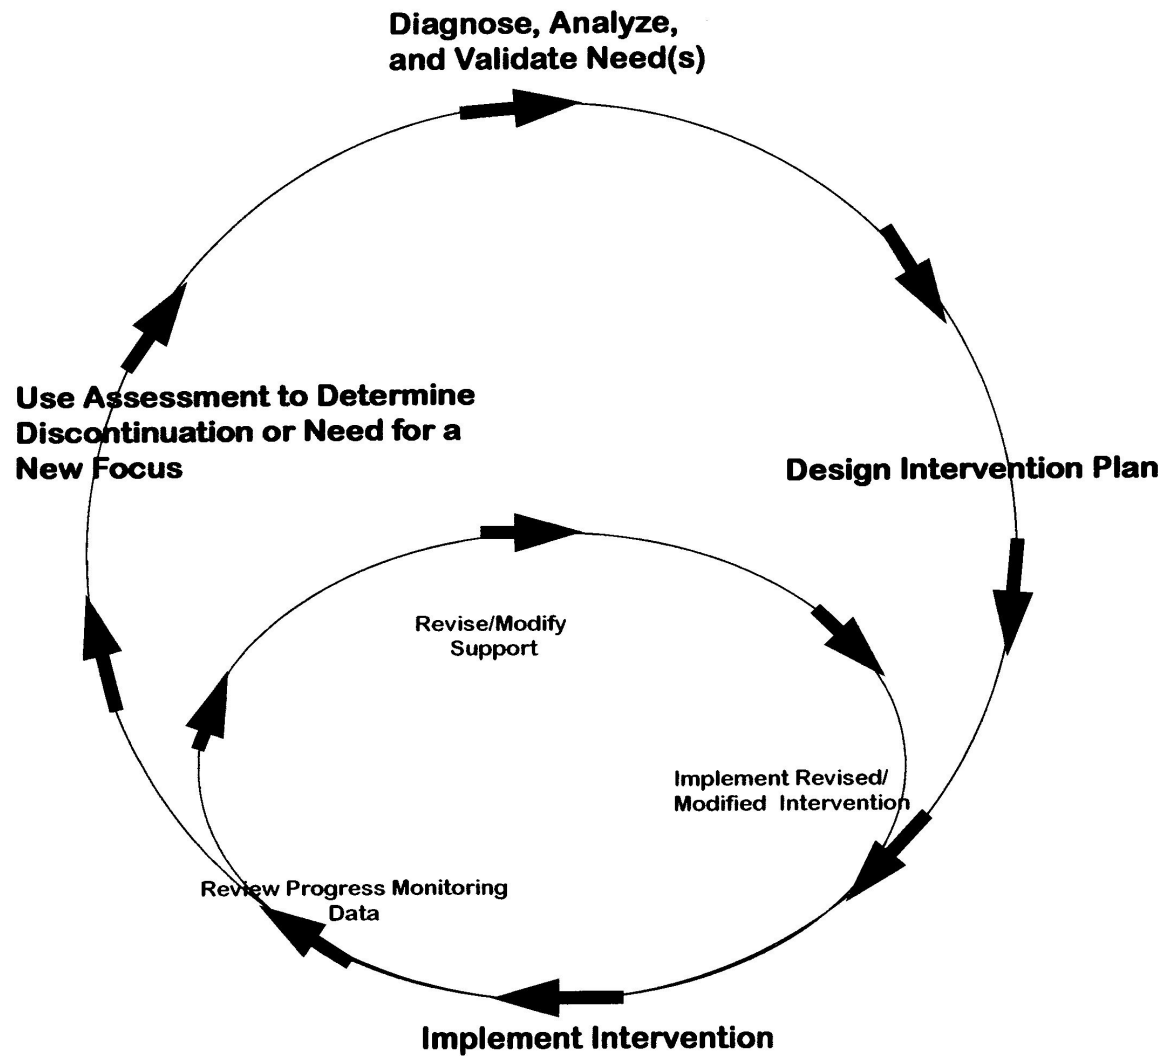 Diagnose, Analyze,
and Validate Need(s)
Use Assessment to Determine
Discontinuation or Need for a
New Focus
Design Intervention Plan
Revise/Modify
Support
Implement Revised/
Modified Intervention
Review Progress Monitoring
Data
Implement Intervention